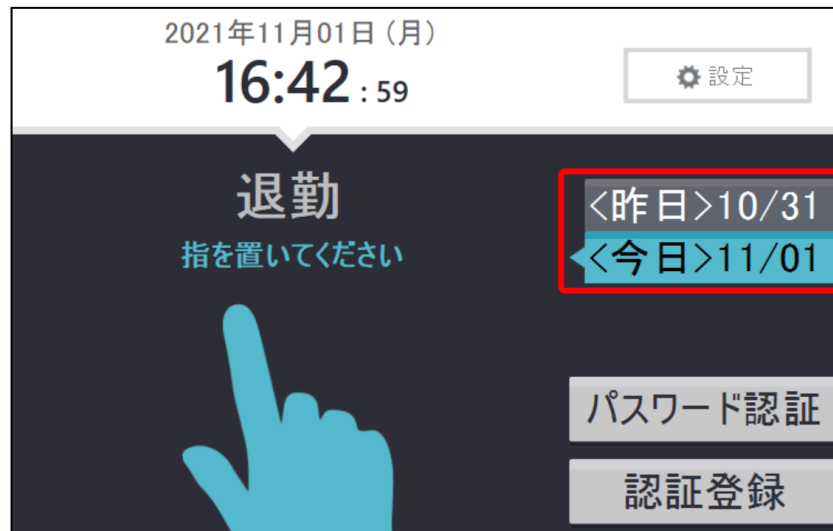 2021年11月01日(月)
16:42:59
設定
退勤
指を置いてください
<昨日>10/31
<今日>11/01
パスワード認証
認証登録